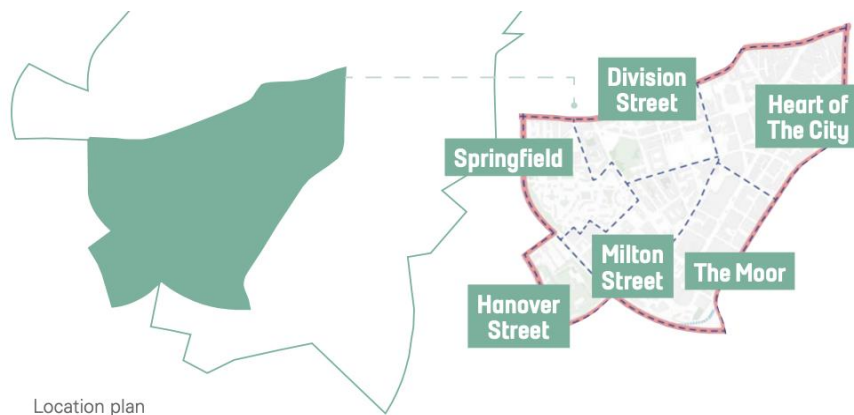 Division
Street
Heart of
The City
Springfield
Milton
Street
The Moor
Hanover
Street
Location plan